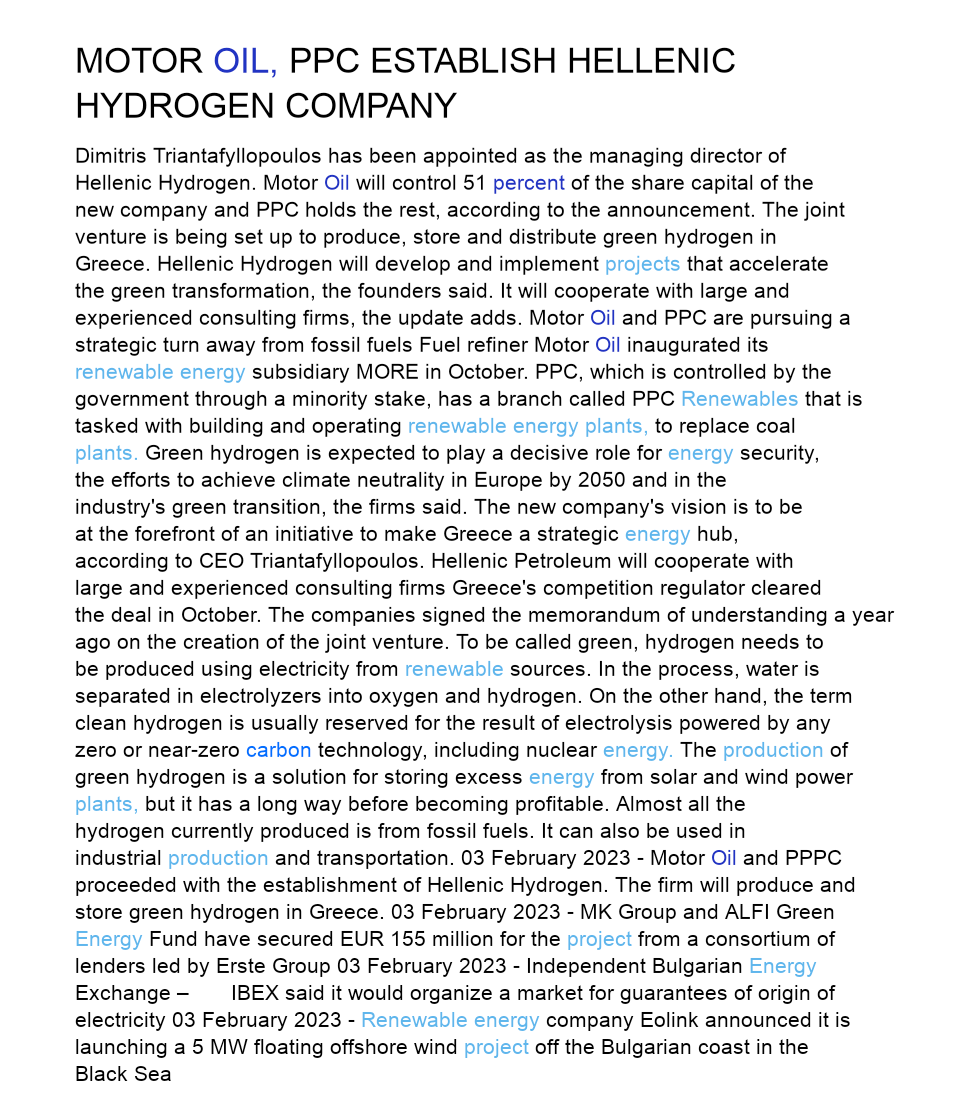 MOTOR OIL, PPC ESTABLISH HELLENIC
HYDROGEN COMPANY
Dimitris Triantafyllopoulos has been appointed as the managing director of
Hellenic Hydrogen. Motor Oil will control 51 percent of the share capital of the
new company and PPC holds the rest, according to the announcement. The joint
venture is being set up to produce, store and distribute green hydrogen in
Greece. Hellenic Hydrogen will develop and implement projects that accelerate
the green transformation, the founders said. It will cooperate with large and
experienced consulting firms, the update adds. Motor Oil and PPC are pursuing a
strategic turn away from fossil fuels Fuel refiner Motor Oil inaugurated its
renewable energy subsidiary MORE in October. PPC, which is controlled by the
government through a minority stake, has a branch called PPC Renewables that is
tasked with building and operating renewable energy plants, to replace coal
plants. Green hydrogen is expected to play a decisive role for energy security,
the efforts to achieve climate neutrality in Europe by 2050 and in the
industry's green transition, the firms said. The new company's vision is to be
at the forefront of an initiative to make Greece a strategic energy hub,
according to CEO Triantafyllopoulos. Hellenic Petroleum will cooperate with
large and experienced consulting firms Greece's competition regulator cleared
the deal in October. The companies signed the memorandum of understanding a year
ago on the creation of the joint venture. To be called green, hydrogen needs to
be produced using electricity from renewable sources. In the process, water is
separated in electrolyzers into oxygen and hydrogen. On the other hand, the term
clean hydrogen is usually reserved for the result of electrolysis powered by any
zero or near-zero carbon technology, including nuclear energy. The production of
green hydrogen is a solution for storing excess energy from solar and wind power
plants, but it has a long way before becoming profitable. Almost all the
hydrogen currently produced is from fossil fuels. It can also be used in
industrial production and transportation. 03 February 2023 - Motor Oil and PPPC
proceeded with the establishment of Hellenic Hydrogen. The firm will produce and
store green hydrogen in Greece. 03 February 2023 - MK Group and ALFI Green
Energy Fund have secured EUR 155 million for the project from a consortium of
lenders led by Erste Group 03 February 2023 - Independent Bulgarian Energy
Exchange – IBEX said it would organize a market for guarantees of origin of
electricity 03 February 2023 - Renewable energy company Eolink announced it is
launching a 5 MW floating offshore wind project off the Bulgarian coast in the
Black Sea